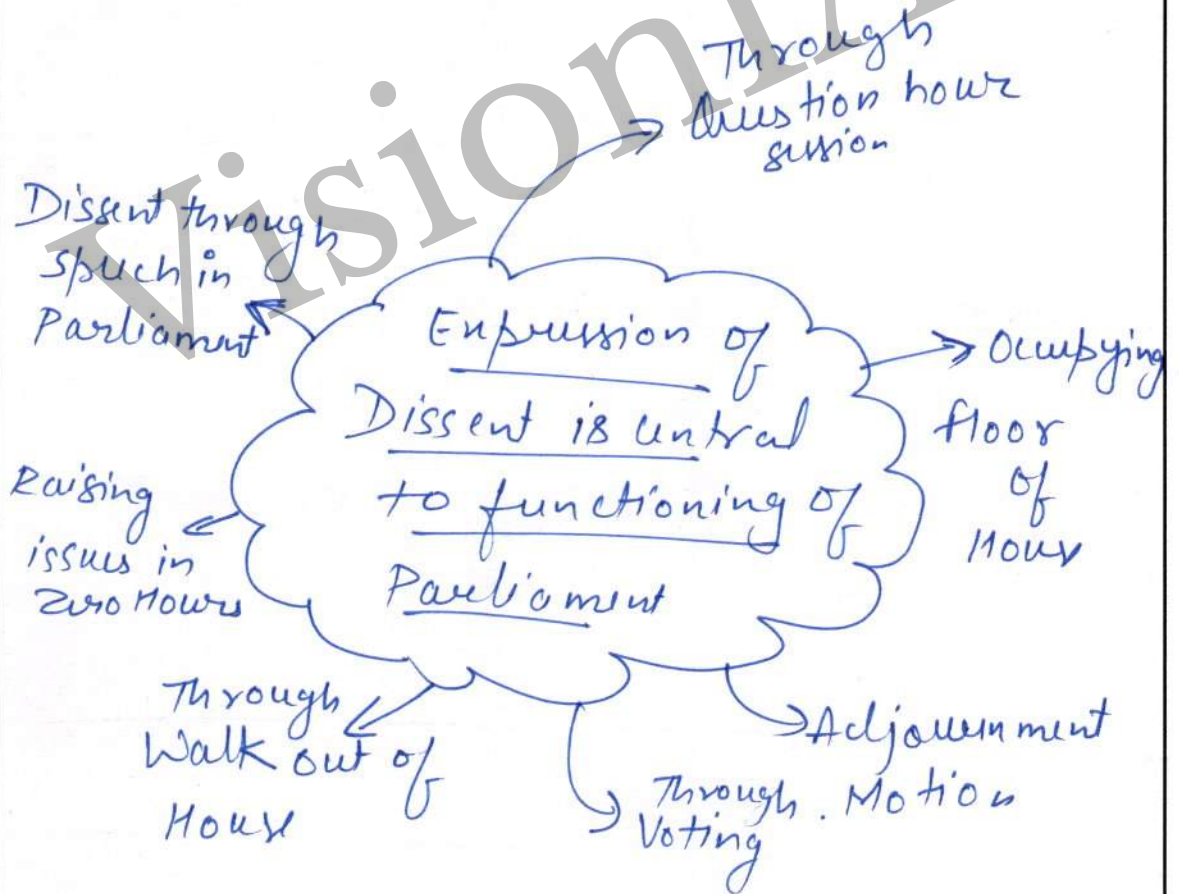 Through
Question hour
session
Dissent through
speech in
Parliament
Expression of
Dissent is central
to functioning of
Parliament
Occupying
floor
of
House
Raising
issues in
Zero Hours
Through
Walk out of
House
Through
Voting
Adjournment
Motion
VisionIA